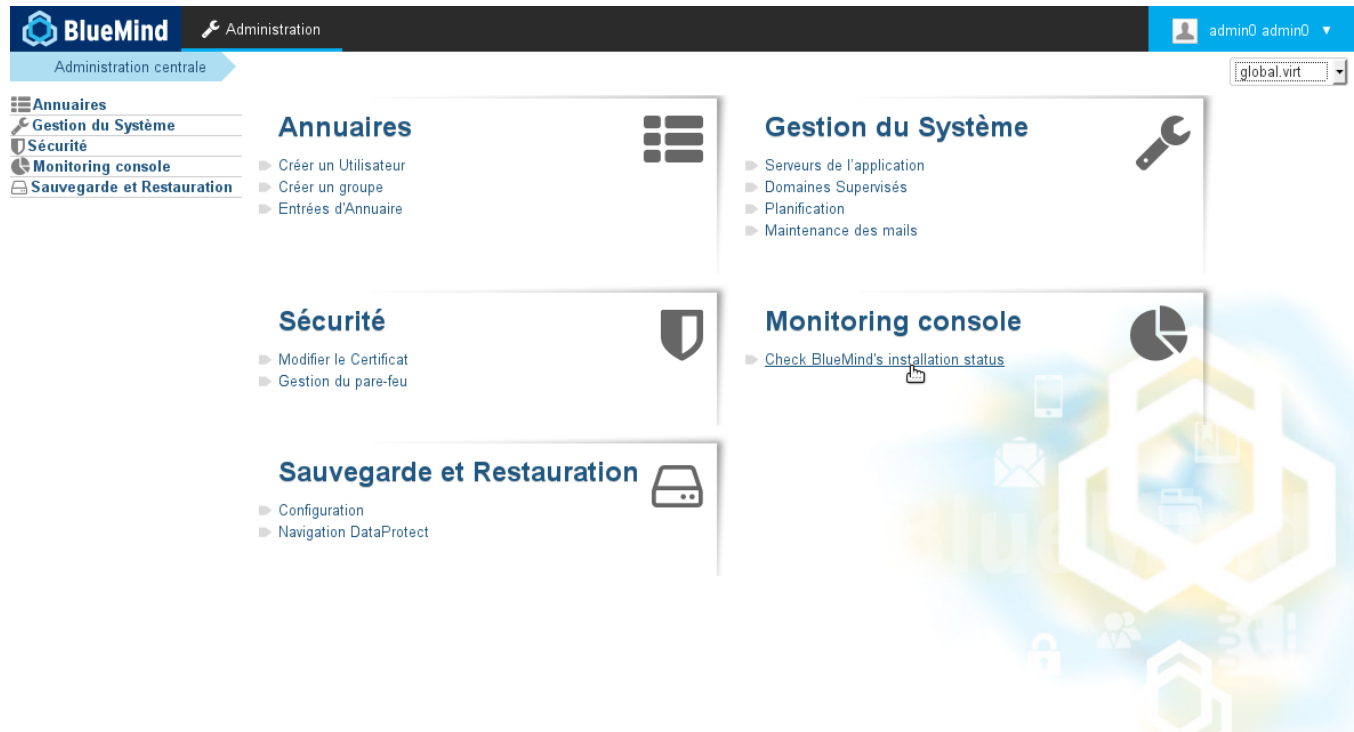 BlueMind
Administration
admin0 admin0
Administration centrale
global.virt
Annuaires
Gestion du Système
Sécurité
Monitoring console
Sauvegarde et Restauration
Annuaires
Créer un Utilisateur
Créer un groupe
Entrées d'Annuaire
Gestion du Système
Serveurs de l'application
Domaines Supervisés
Planification
Maintenance des mails
Sécurité
Modifier le Certificat
Gestion du pare-feu
Monitoring console
Check BlueMind's installation status
Sauvegarde et Restauration
Configuration
Navigation DataProtect
BlueMind